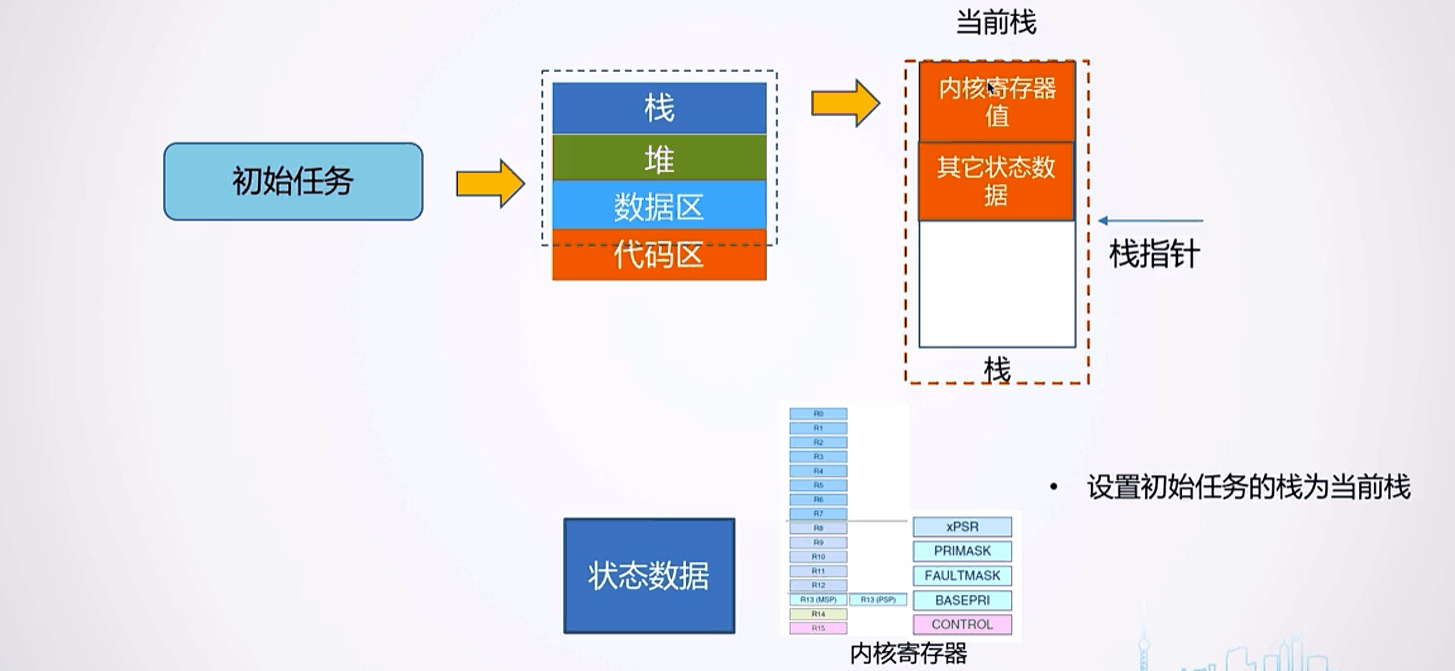 当前栈
初始任务
栈
堆
数据区
代码区
内核寄存器
值
其它状态数
据
栈指针
栈
状态数据
R0
R1
R2
R3
R4
R5
R6
R7
R8
R9
R10
R11
R12
R13 (MSP) R13 (PSP)
R14
R15
xPSR
PRIMASK
FAULTMASK
BASEPRI
CONTROL
内核寄存器
• 设置初始任务的栈为当前栈